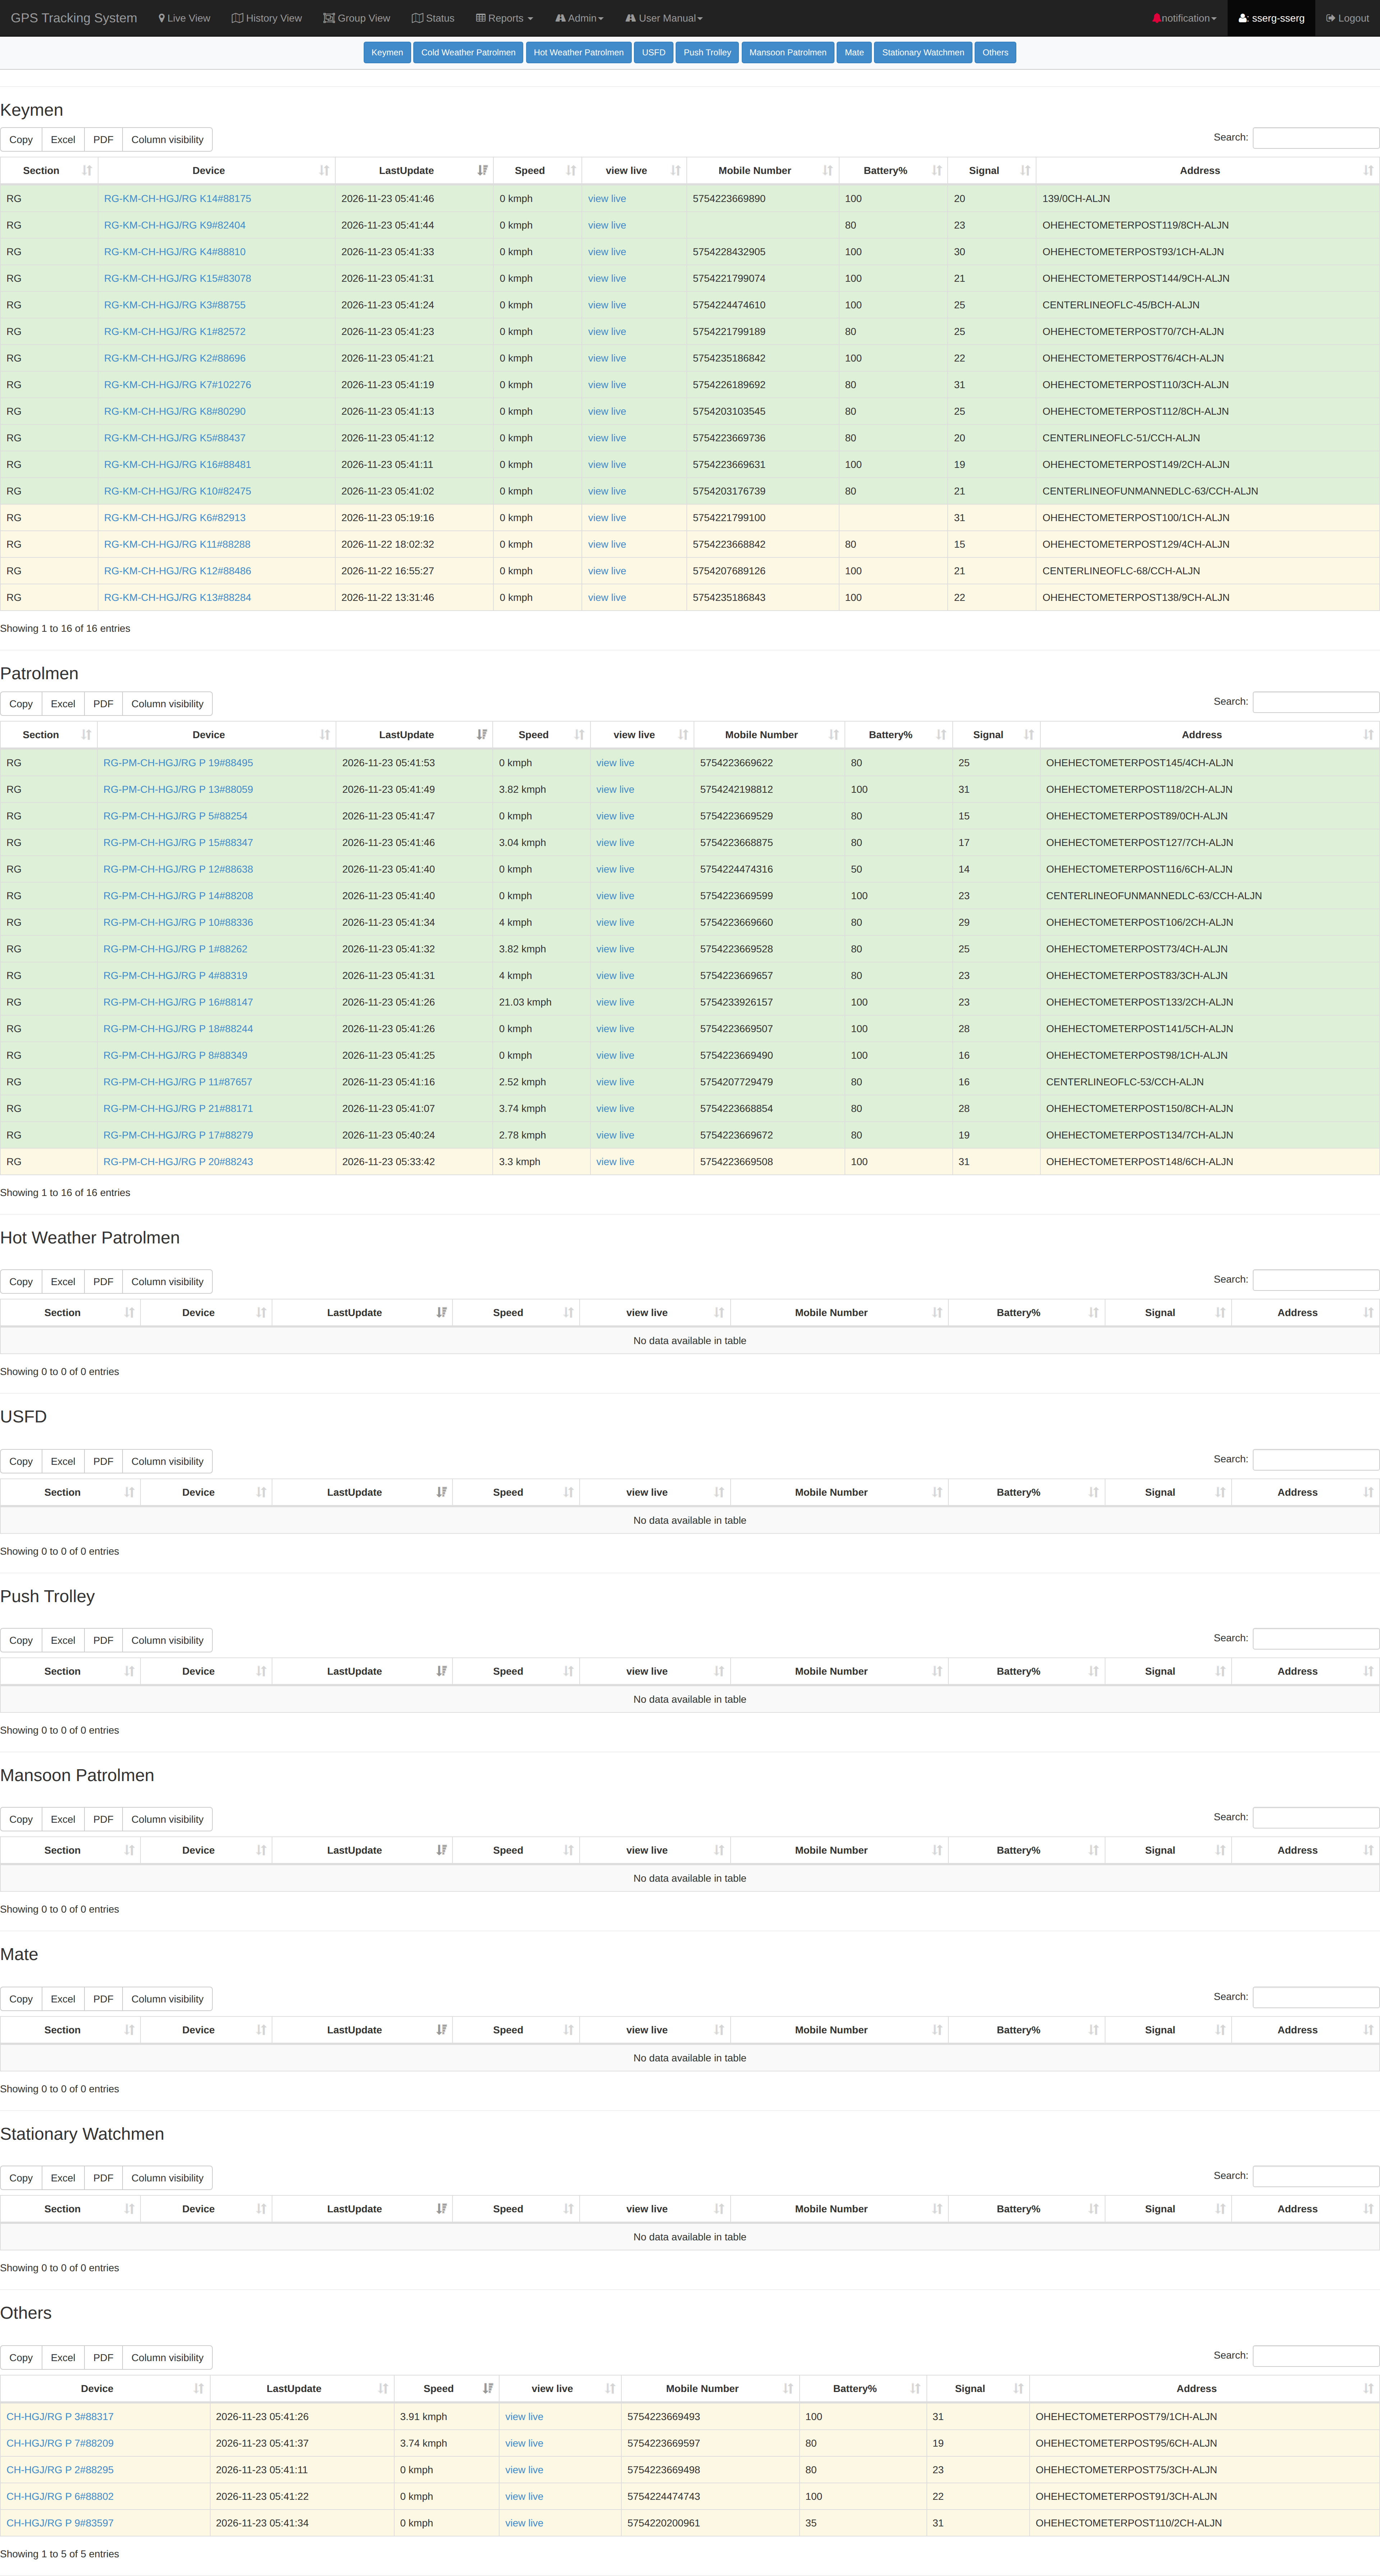 GPS Tracking System Live View History View Group View Status Reports Admin User Manual notification : sserg-sserg Logout
Keymen Cold Weather Patrolmen Hot Weather Patrolmen USFD Push Trolley Mansoon Patrolmen Mate Stationary Watchmen Others
Keymen
Copy Excel PDF Column visibility Search:
Section Device LastUpdate Speed view live Mobile Number Battery% Signal Address
RG RG-KM-CH-HGJ/RG K14#88175 2026-11-23 05:41:46 0 kmph view live 5754223669890 100 20 139/0CH-ALJN
RG RG-KM-CH-HGJ/RG K9#82404 2026-11-23 05:41:44 0 kmph view live 80 23 OHEHECTOMETERPOST119/8CH-ALJN
RG RG-KM-CH-HGJ/RG K4#88810 2026-11-23 05:41:33 0 kmph view live 5754228432905 100 30 OHEHECTOMETERPOST93/1CH-ALJN
RG RG-KM-CH-HGJ/RG K15#83078 2026-11-23 05:41:31 0 kmph view live 5754221799074 100 21 OHEHECTOMETERPOST144/9CH-ALJN
RG RG-KM-CH-HGJ/RG K3#88755 2026-11-23 05:41:24 0 kmph view live 5754224474610 100 25 CENTERLINEOFLC-45/BCH-ALJN
RG RG-KM-CH-HGJ/RG K1#82572 2026-11-23 05:41:23 0 kmph view live 5754221799189 80 25 OHEHECTOMETERPOST70/7CH-ALJN
RG RG-KM-CH-HGJ/RG K2#88696 2026-11-23 05:41:21 0 kmph view live 5754235186842 100 22 OHEHECTOMETERPOST76/4CH-ALJN
RG RG-KM-CH-HGJ/RG K7#102276 2026-11-23 05:41:19 0 kmph view live 5754226189692 80 31 OHEHECTOMETERPOST110/3CH-ALJN
RG RG-KM-CH-HGJ/RG K8#80290 2026-11-23 05:41:13 0 kmph view live 5754203103545 80 25 OHEHECTOMETERPOST112/8CH-ALJN
RG RG-KM-CH-HGJ/RG K5#88437 2026-11-23 05:41:12 0 kmph view live 5754223669736 80 20 CENTERLINEOFLC-51/CCH-ALJN
RG RG-KM-CH-HGJ/RG K16#88481 2026-11-23 05:41:11 0 kmph view live 5754223669631 100 19 OHEHECTOMETERPOST149/2CH-ALJN
RG RG-KM-CH-HGJ/RG K10#82475 2026-11-23 05:41:02 0 kmph view live 5754203176739 80 21 CENTERLINEOFUNMANNEDLC-63/CCH-ALJN
RG RG-KM-CH-HGJ/RG K6#82913 2026-11-23 05:19:16 0 kmph view live 5754221799100 31 OHEHECTOMETERPOST100/1CH-ALJN
RG RG-KM-CH-HGJ/RG K11#88288 2026-11-22 18:02:32 0 kmph view live 5754223668842 80 15 OHEHECTOMETERPOST129/4CH-ALJN
RG RG-KM-CH-HGJ/RG K12#88486 2026-11-22 16:55:27 0 kmph view live 5754207689126 100 21 CENTERLINEOFLC-68/CCH-ALJN
RG RG-KM-CH-HGJ/RG K13#88284 2026-11-22 13:31:46 0 kmph view live 5754235186843 100 22 OHEHECTOMETERPOST138/9CH-ALJN
Showing 1 to 16 of 16 entries
Patrolmen
Copy Excel PDF Column visibility Search:
Section Device LastUpdate Speed view live Mobile Number Battery% Signal Address
RG RG-PM-CH-HGJ/RG P 19#88495 2026-11-23 05:41:53 0 kmph view live 5754223669622 80 25 OHEHECTOMETERPOST145/4CH-ALJN
RG RG-PM-CH-HGJ/RG P 13#88059 2026-11-23 05:41:49 3.82 kmph view live 5754242198812 100 31 OHEHECTOMETERPOST118/2CH-ALJN
RG RG-PM-CH-HGJ/RG P 5#88254 2026-11-23 05:41:47 0 kmph view live 5754223669529 80 15 OHEHECTOMETERPOST89/0CH-ALJN
RG RG-PM-CH-HGJ/RG P 15#88347 2026-11-23 05:41:46 3.04 kmph view live 5754223668875 80 17 OHEHECTOMETERPOST127/7CH-ALJN
RG RG-PM-CH-HGJ/RG P 12#88638 2026-11-23 05:41:40 0 kmph view live 5754224474316 50 14 OHEHECTOMETERPOST116/6CH-ALJN
RG RG-PM-CH-HGJ/RG P 14#88208 2026-11-23 05:41:40 0 kmph view live 5754223669599 100 23 CENTERLINEOFUNMANNEDLC-63/CCH-ALJN
RG RG-PM-CH-HGJ/RG P 10#88336 2026-11-23 05:41:34 4 kmph view live 5754223669660 80 29 OHEHECTOMETERPOST106/2CH-ALJN
RG RG-PM-CH-HGJ/RG P 1#88262 2026-11-23 05:41:32 3.82 kmph view live 5754223669528 80 25 OHEHECTOMETERPOST73/4CH-ALJN
RG RG-PM-CH-HGJ/RG P 4#88319 2026-11-23 05:41:31 4 kmph view live 5754223669657 80 23 OHEHECTOMETERPOST83/3CH-ALJN
RG RG-PM-CH-HGJ/RG P 16#88147 2026-11-23 05:41:26 21.03 kmph view live 5754233926157 100 23 OHEHECTOMETERPOST133/2CH-ALJN
RG RG-PM-CH-HGJ/RG P 18#88244 2026-11-23 05:41:26 0 kmph view live 5754223669507 100 28 OHEHECTOMETERPOST141/5CH-ALJN
RG RG-PM-CH-HGJ/RG P 8#88349 2026-11-23 05:41:25 0 kmph view live 5754223669490 100 16 OHEHECTOMETERPOST98/1CH-ALJN
RG RG-PM-CH-HGJ/RG P 11#87657 2026-11-23 05:41:16 2.52 kmph view live 5754207729479 80 16 CENTERLINEOFLC-53/CCH-ALJN
RG RG-PM-CH-HGJ/RG P 21#88171 2026-11-23 05:41:07 3.74 kmph view live 5754223668854 80 28 OHEHECTOMETERPOST150/8CH-ALJN
RG RG-PM-CH-HGJ/RG P 17#88279 2026-11-23 05:40:24 2.78 kmph view live 5754223669672 80 19 OHEHECTOMETERPOST134/7CH-ALJN
RG RG-PM-CH-HGJ/RG P 20#88243 2026-11-23 05:33:42 3.3 kmph view live 5754223669508 100 31 OHEHECTOMETERPOST148/6CH-ALJN
Showing 1 to 16 of 16 entries
Hot Weather Patrolmen
Copy Excel PDF Column visibility Search:
Section Device LastUpdate Speed view live Mobile Number Battery% Signal Address
No data available in table
Showing 0 to 0 of 0 entries
USFD
Copy Excel PDF Column visibility Search:
Section Device LastUpdate Speed view live Mobile Number Battery% Signal Address
No data available in table
Showing 0 to 0 of 0 entries
Push Trolley
Copy Excel PDF Column visibility Search:
Section Device LastUpdate Speed view live Mobile Number Battery% Signal Address
No data available in table
Showing 0 to 0 of 0 entries
Mansoon Patrolmen
Copy Excel PDF Column visibility Search:
Section Device LastUpdate Speed view live Mobile Number Battery% Signal Address
No data available in table
Showing 0 to 0 of 0 entries
Mate
Copy Excel PDF Column visibility Search:
Section Device LastUpdate Speed view live Mobile Number Battery% Signal Address
No data available in table
Showing 0 to 0 of 0 entries
Stationary Watchmen
Copy Excel PDF Column visibility Search:
Section Device LastUpdate Speed view live Mobile Number Battery% Signal Address
No data available in table
Showing 0 to 0 of 0 entries
Others
Copy Excel PDF Column visibility Search:
Device LastUpdate Speed view live Mobile Number Battery% Signal Address
CH-HGJ/RG P 3#88317 2026-11-23 05:41:26 3.91 kmph view live 5754223669493 100 31 OHEHECTOMETERPOST79/1CH-ALJN
CH-HGJ/RG P 7#88209 2026-11-23 05:41:37 3.74 kmph view live 5754223669597 80 19 OHEHECTOMETERPOST95/6CH-ALJN
CH-HGJ/RG P 2#88295 2026-11-23 05:41:11 0 kmph view live 5754223669498 80 23 OHEHECTOMETERPOST75/3CH-ALJN
CH-HGJ/RG P 6#88802 2026-11-23 05:41:22 0 kmph view live 5754224474743 100 22 OHEHECTOMETERPOST91/3CH-ALJN
CH-HGJ/RG P 9#83597 2026-11-23 05:41:34 0 kmph view live 5754220200961 35 31 OHEHECTOMETERPOST110/2CH-ALJN
Showing 1 to 5 of 5 entries